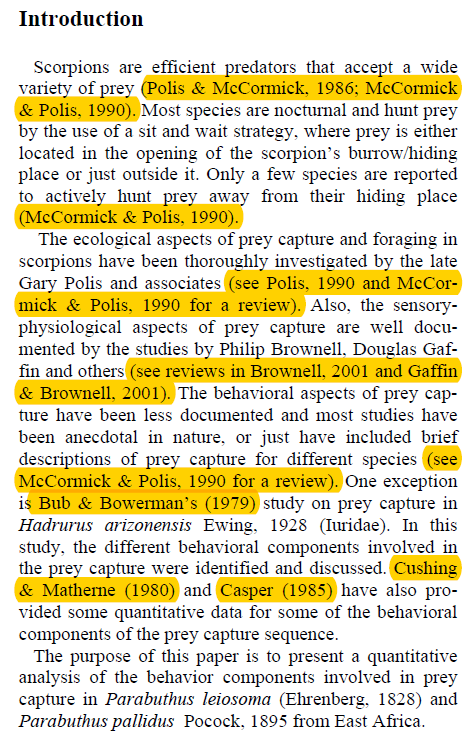 Introduction
Scorpions are efficient predators that accept a wide
variety of prey (Polis & McCormick, 1986; McCormick
& Polis, 1990). Most species are nocturnal and hunt prey
by the use of a sit and wait strategy, where prey is either
located in the opening of the scorpion's burrow/hiding
place or just outside it. Only a few species are reported
to actively hunt prey away from their hiding place
(McCormick & Polis, 1990).
The ecological aspects of prey capture and foraging in
scorpions have been thoroughly investigated by the late
Gary Polis and associates (see Polis, 1990 and McCor-
mick & Polis, 1990 for a review). Also, the sensory-
physiological aspects of prey capture are well docu-
mented by the studies by Philip Brownell, Douglas Gaf-
fin and others (see reviews in Brownell, 2001 and Gaffin
& Brownell, 2001). The behavioral aspects of prey cap-
ture have been less documented and most studies have
been anecdotal in nature, or just have included brief
descriptions of prey capture for different species (see
McCormick & Polis, 1990 for a review). One exception
is Bub & Bowerman's (1979) study on prey capture in
Hadrurus arizonensis Ewing, 1928 (Iuridae). In this
study, the different behavioral components involved in
the prey capture were identified and discussed. Cushing
& Matherne (1980) and Casper (1985) have also pro-
vided some quantitative data for some of the behavioral
components of the prey capture sequence.
The purpose of this paper is to present a quantitative
analysis of the behavior components involved in prey
capture in Parabuthus leiosoma (Ehrenberg, 1828) and
Parabuthus pallidus Pocock, 1895 from East Africa.